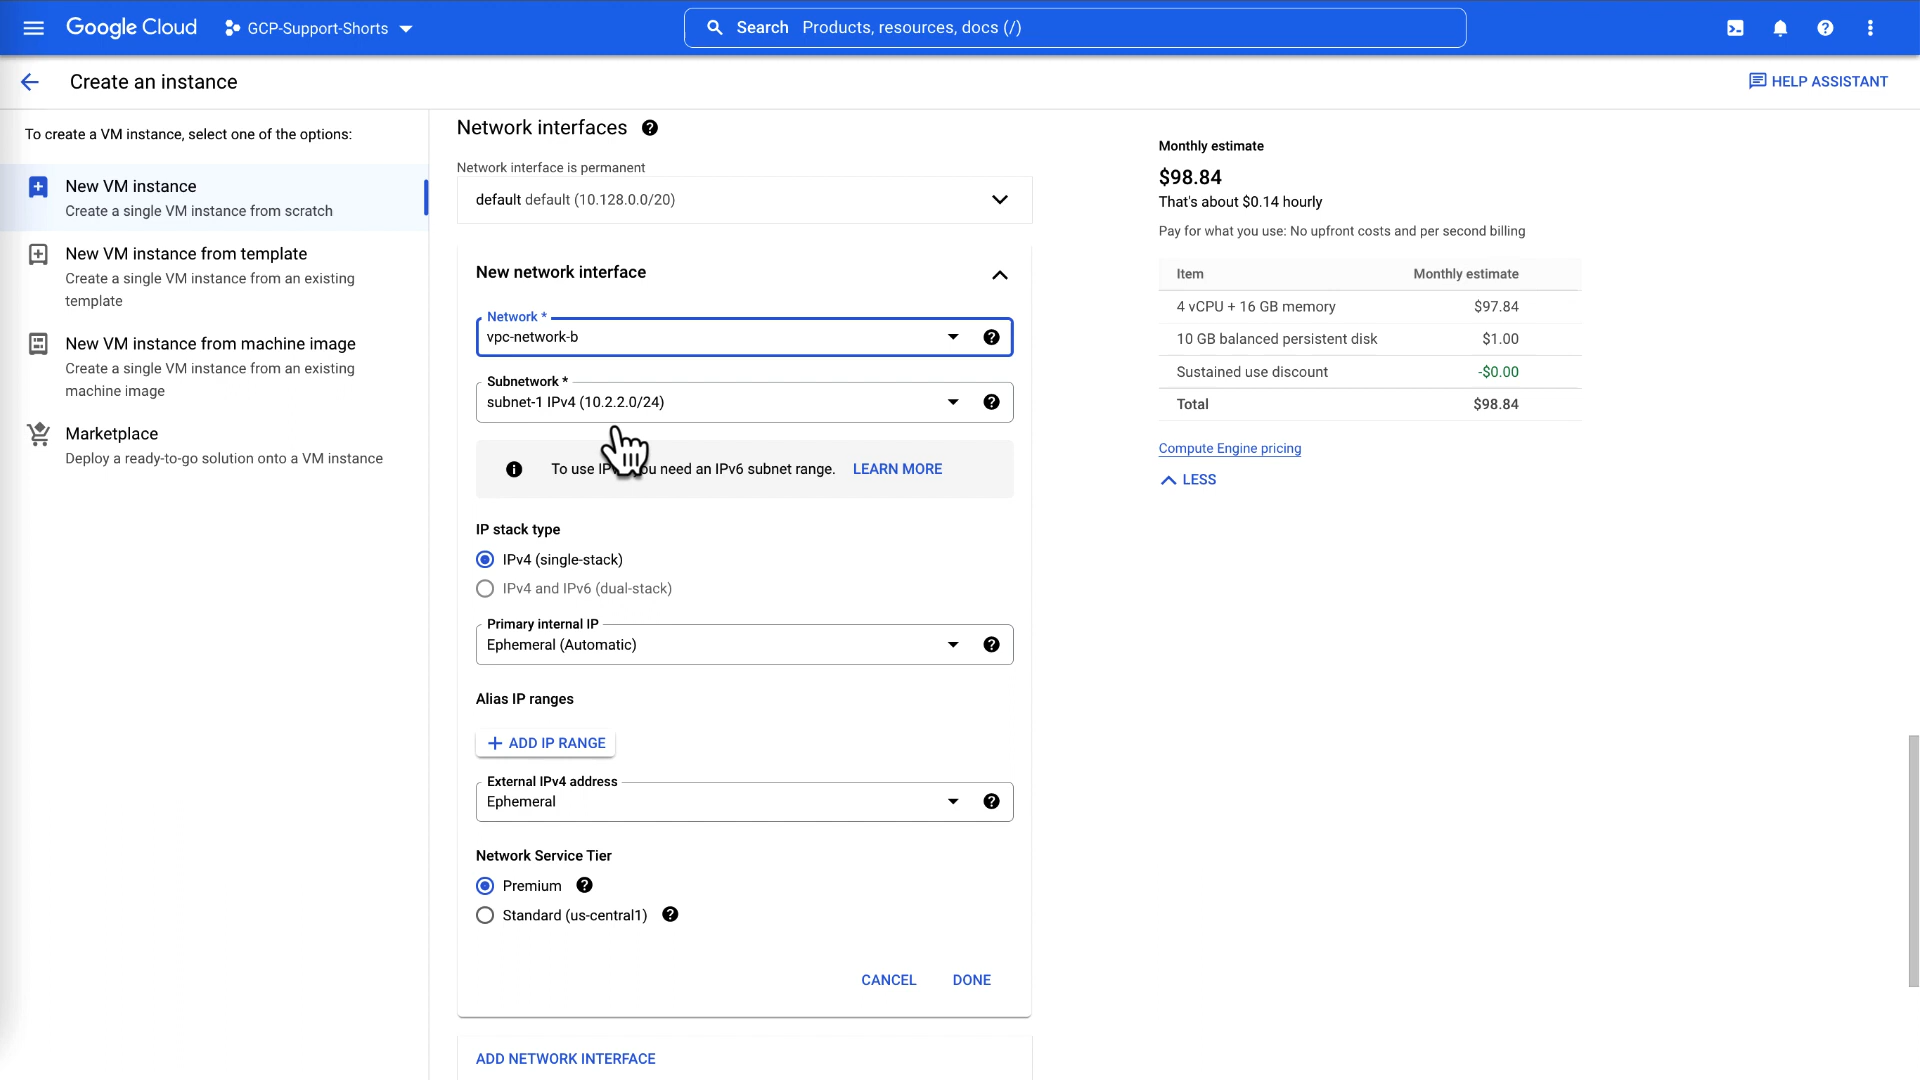 Google Cloud
GCP-Support-Shorts
Search Products, resources, docs (/)
Create an instance
HELP ASSISTANT
To create a VM instance, select one of the options:
New VM instance
Create a single VM instance from scratch
New VM instance from template
Create a single VM instance from an existing
template
New VM instance from machine image
Create a single VM instance from an existing
machine image
Marketplace
Deploy a ready-to-go solution onto a VM instance
Network interfaces
Network interface is permanent
default default (10.128.0.0/20)
New network interface
Network *
vpc-network-b
Subnetwork *
subnet-1 IPv4 (10.2.2.0/24)
To use need an IPv6 subnet range. LEARN MORE
IP stack type
IPv4 (single-stack)
IPv4 and IPv6 (dual-stack)
Primary internal IP
Ephemeral (Automatic)
Alias IP ranges
ADD IP RANGE
External IPv4 address
Ephemeral
Network Service Tier
Premium
Standard (us-central1)
CANCEL DONE
ADD NETWORK INTERFACE
Monthly estimate
$98.84
That's about $0.14 hourly
Pay for what you use: No upfront costs and per second billing
Item Monthly estimate
4 vCPU + 16 GB memory $97.84
10 GB balanced persistent disk $1.00
Sustained use discount -$0.00
Total $98.84
Compute Engine pricing
LESS